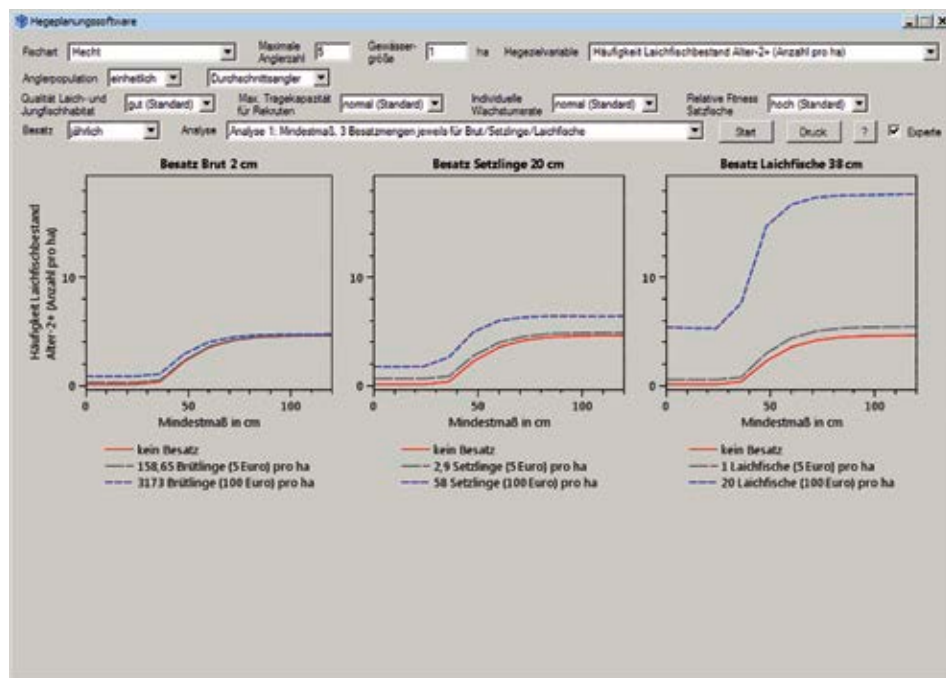 Hegeplanungssoftware
Fischart Hecht Maximale Anglerzahl 5 Gewässer-größe 1 ha Hegezielvariable Häufigkeit Laichfischbestand Alter-2+ (Anzahl pro ha)
Anglerpopulation einheitlich Durchschnittsangler
Qualität Laich- und Jungfischhabitat gut (Standard) Max. Tragekapazität für Rekruten normal (Standard) Individuelle Wachstumsrate normal (Standard) Relative Fitness Satzfische hoch (Standard)
Besatz jährlich Analyse Analyse 1: Mindestmaß, 3 Besatzmengen jeweils für Brut/Setzlinge/Laichfische Start Druck ? Experte
Besatz Brut 2 cm
Häufigkeit Laichfischbestand
Alter-2+ (Anzahl pro ha)
10
0
0 50 100
Mindestmaß in cm
kein Besatz
158,65 Brütlinge (5 Euro) pro ha
3173 Brütlinge (100 Euro) pro ha
Besatz Setzlinge 20 cm
10
0
0 50 100
Mindestmaß in cm
kein Besatz
2,9 Setzlinge (5 Euro) pro ha
58 Setzlinge (100 Euro) pro ha
Besatz Laichfische 38 cm
10
0
0 50 100
Mindestmaß in cm
kein Besatz
1 Laichfische (5 Euro) pro ha
20 Laichfische (100 Euro) pro ha